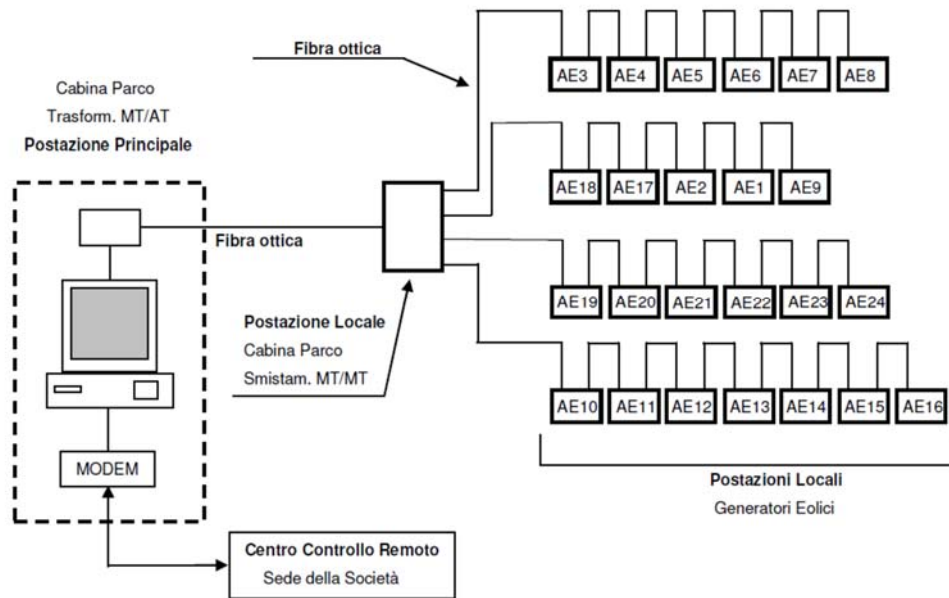 Fibra ottica
AE3 AE4 AE5 AE6 AE7 AE8
Cabina Parco
Trasform. MT/AT
Postazione Principale
AE18 AE17 AE2 AE1 AE9
Fibra ottica
AE19 AE20 AE21 AE22 AE23 AE24
Postazione Locale
Cabina Parco
Smistam. MT/MT
AE10 AE11 AE12 AE13 AE14 AE15 AE16
MODEM
Postazioni Locali
Generatori Eolici
Centro Controllo Remoto
Sede della Società